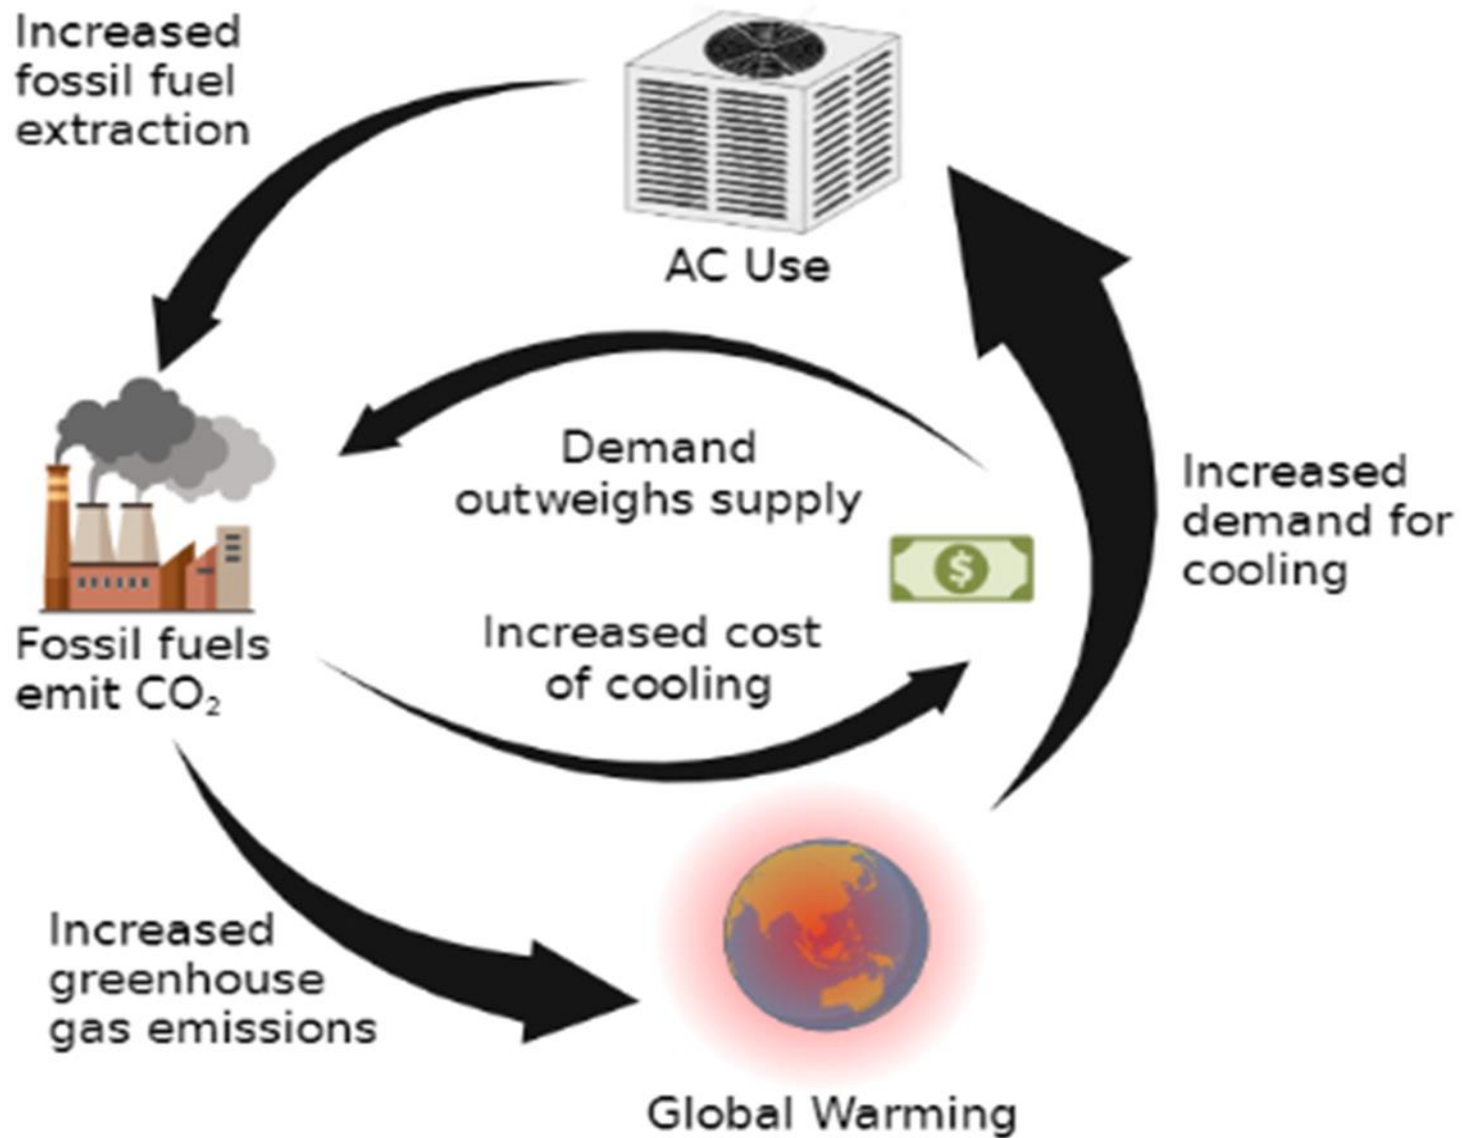 Increased
fossil fuel
extraction
AC Use
Demand
outweighs supply
$
Increased
demand for
cooling
Increased cost
of cooling
Fossil fuels
emit CO₂
Increased
greenhouse
gas emissions
Global Warming